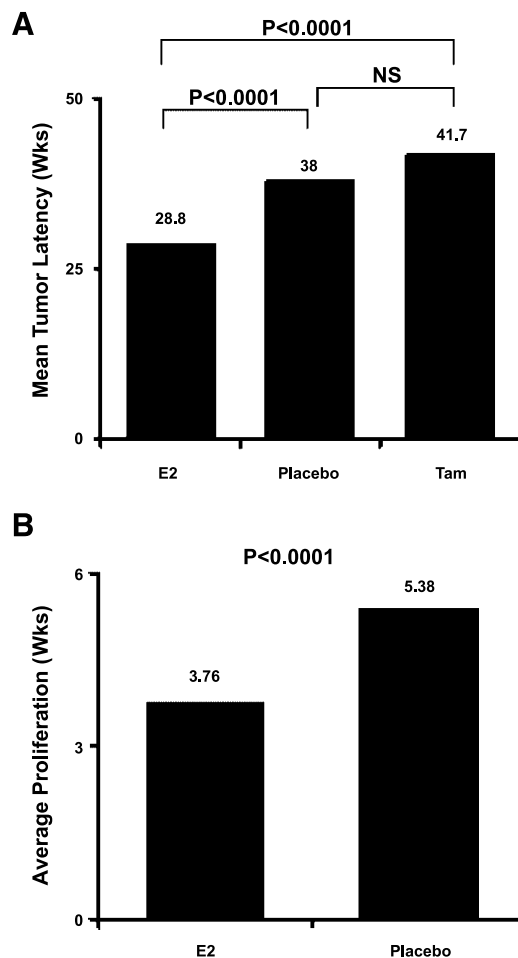 A
P<0.0001
NS
P<0.0001
50
41.7
38
28.8
25
0
Mean Tumor Latency (Wks)
E2 Placebo Tam
B
P<0.0001
6
5.38
3.76
3
0
Average Proliferation (Wks)
E2 Placebo